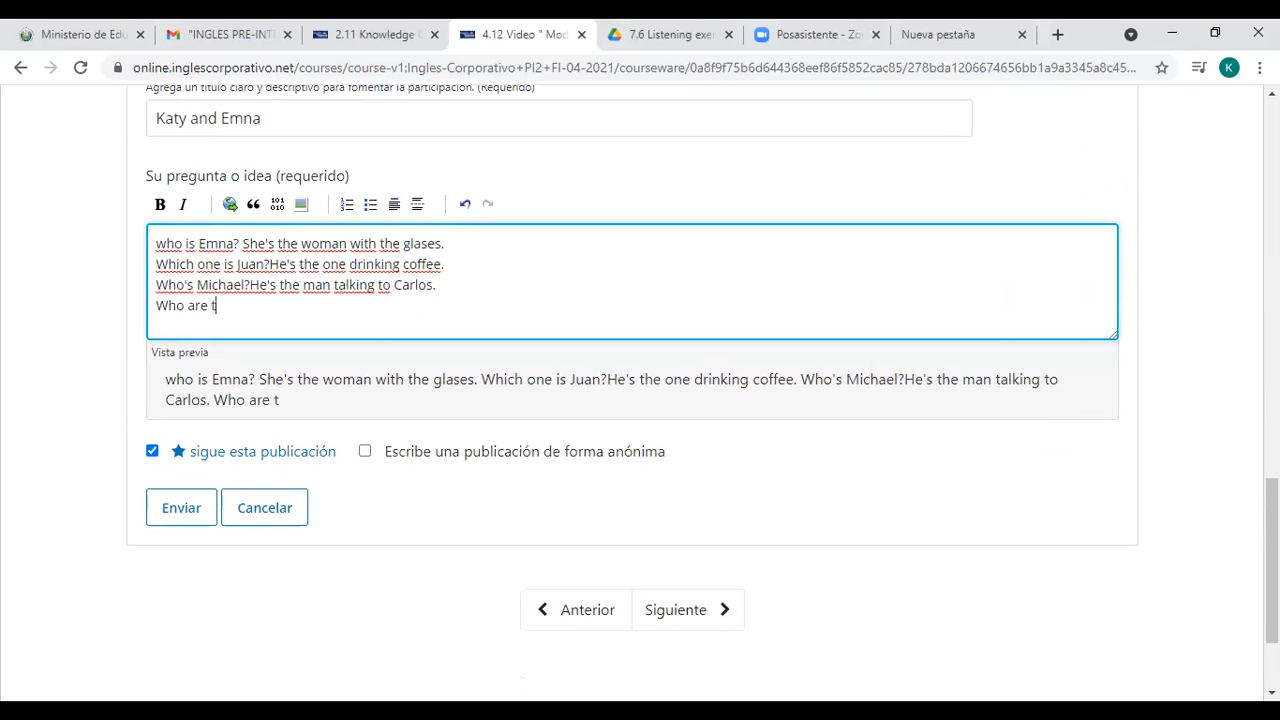 Ministerio de Edu
"INGLES PRE-INT
2.11 Knowledge C
4.12 Video " Mod
7.6 Listening exe
Posasistente - Zo
Nueva pestaña
online.inglescorporativo.net/courses/course-v1:Ingles-Corporativo+PI2+FI-04-2021/courseware/0a8f9f75b6d644368eef86f5852cac85/278bda1206674656bb1a9a3345a8c45...
K
Agrega un título claro y descriptivo para fomentar la participación. (Requerido)
Katy and Emna
Su pregunta o idea (requerido)
B I
who is Emna? She's the woman with the glases.
Which one is Juan?He's the one drinking coffee.
Who's Michael?He's the man talking to Carlos.
Who are t
Vista previa
who is Emna? She's the woman with the glases. Which one is Juan?He's the one drinking coffee. Who's Michael?He's the man talking to
Carlos. Who are t
sigue esta publicación Escribe una publicación de forma anónima
Enviar Cancelar
Anterior Siguiente